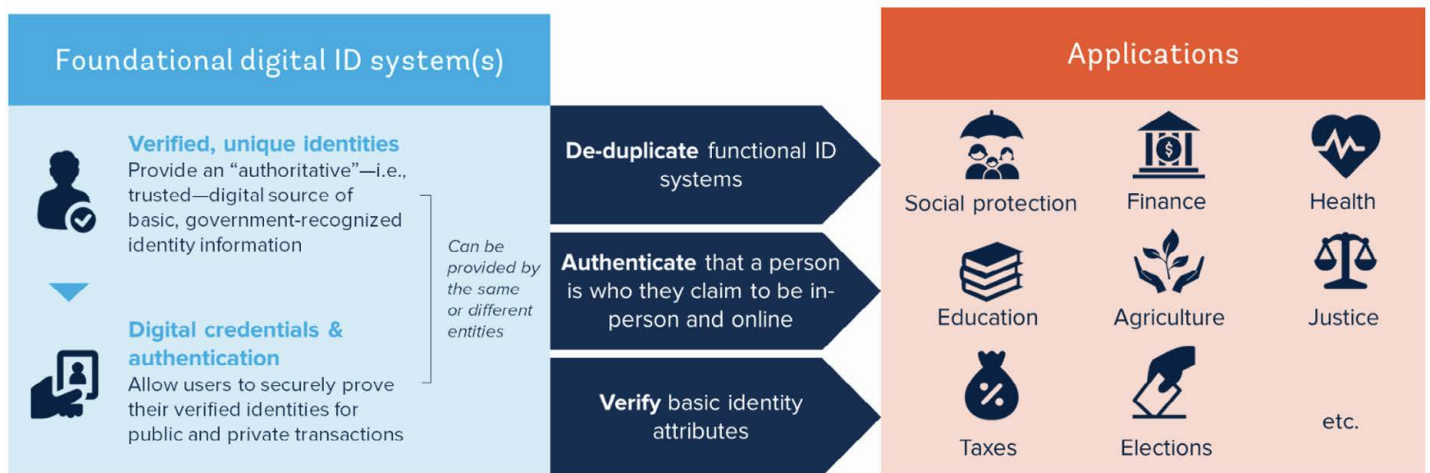 Foundational digital ID system(s)
Verified, unique identities
Provide an “authoritative”—i.e.,
trusted—digital source of
basic, government-recognized
identity information
Digital credentials &
authentication
Allow users to securely prove
their verified identities for
public and private transactions
Can be
provided by
the same
or different
entities
De-duplicate functional ID
systems
Authenticate that a person
is who they claim to be in-
person and online
Verify basic identity
attributes
Applications
Social protection
Finance
Health
Education
Agriculture
Justice
Taxes
Elections
etc.